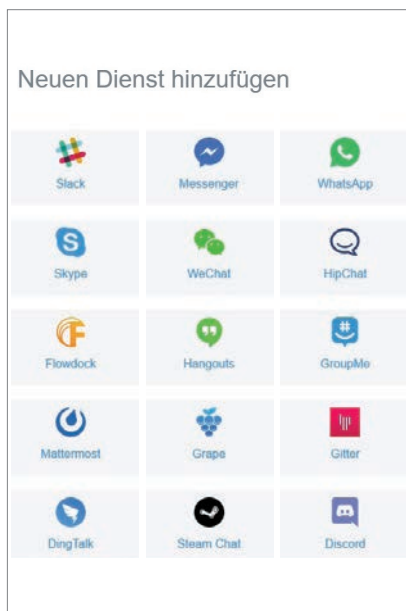 Neuen Dienst hinzufügen
Slack Messenger WhatsApp
Skype WeChat HipChat
Flowdock Hangouts GroupMe
Mattermost Grape Gitter
DingTalk Steam Chat Discord